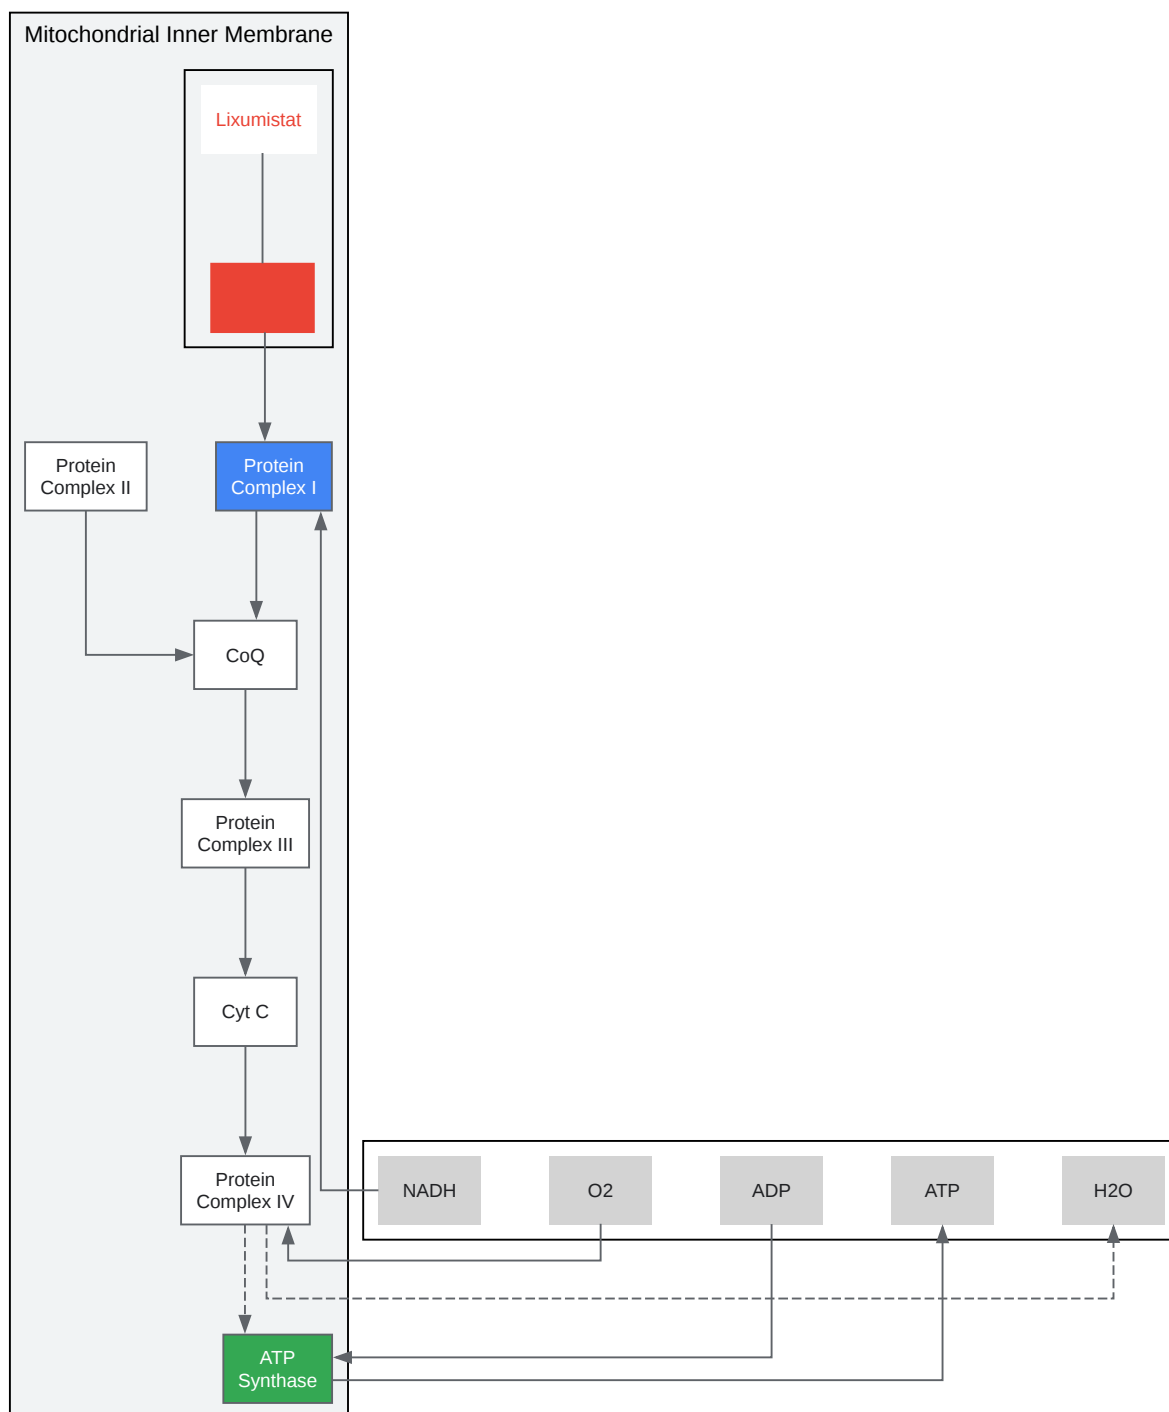 Mitochondrial Inner Membrane
Lixumistat
Protein
Complex II
Protein
Complex I
CoQ
Protein
Complex III
Cyt C
Protein
Complex IV
NADH
O2
ADP
ATP
H2O
ATP
Synthase